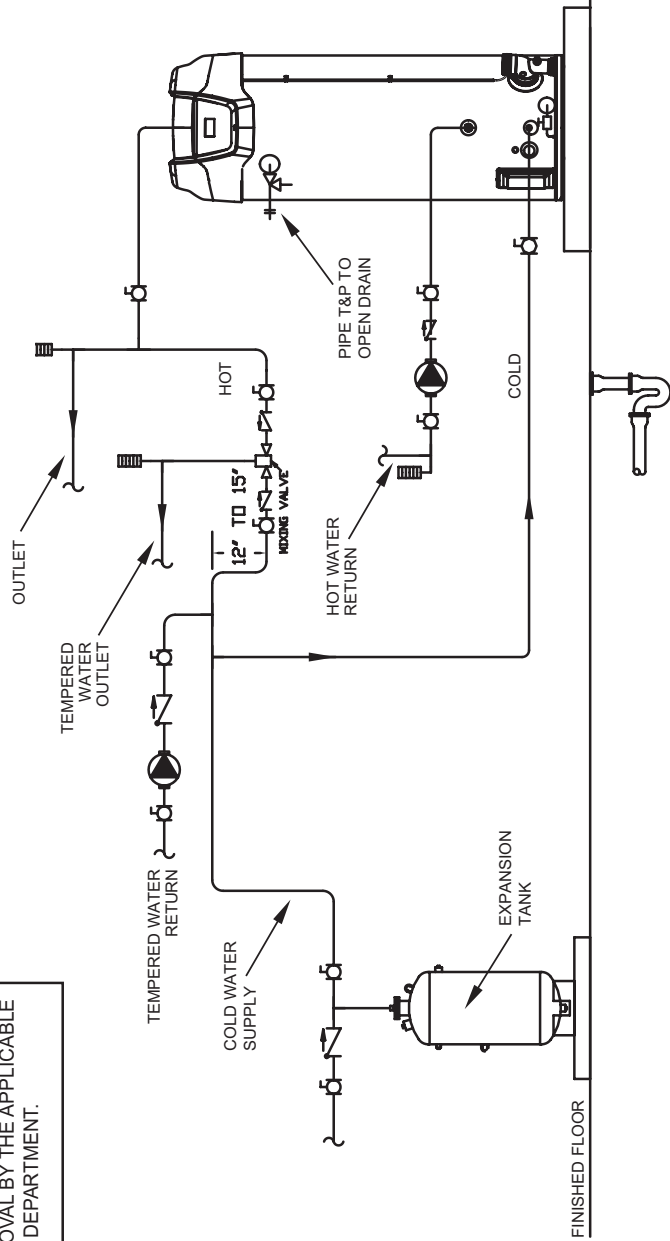 OVAL BY THE APPLICABLE
DEPARTMENT.
OUTLET
TEMPERED
WATER
OUTLET
HOT
12" TO 15"
MIXING VALVE
PIPE T&P TO
OPEN DRAIN
TEMPERED WATER
RETURN
HOT WATER
RETURN
COLD
COLD WATER
SUPPLY
EXPANSION
TANK
FINISHED FLOOR